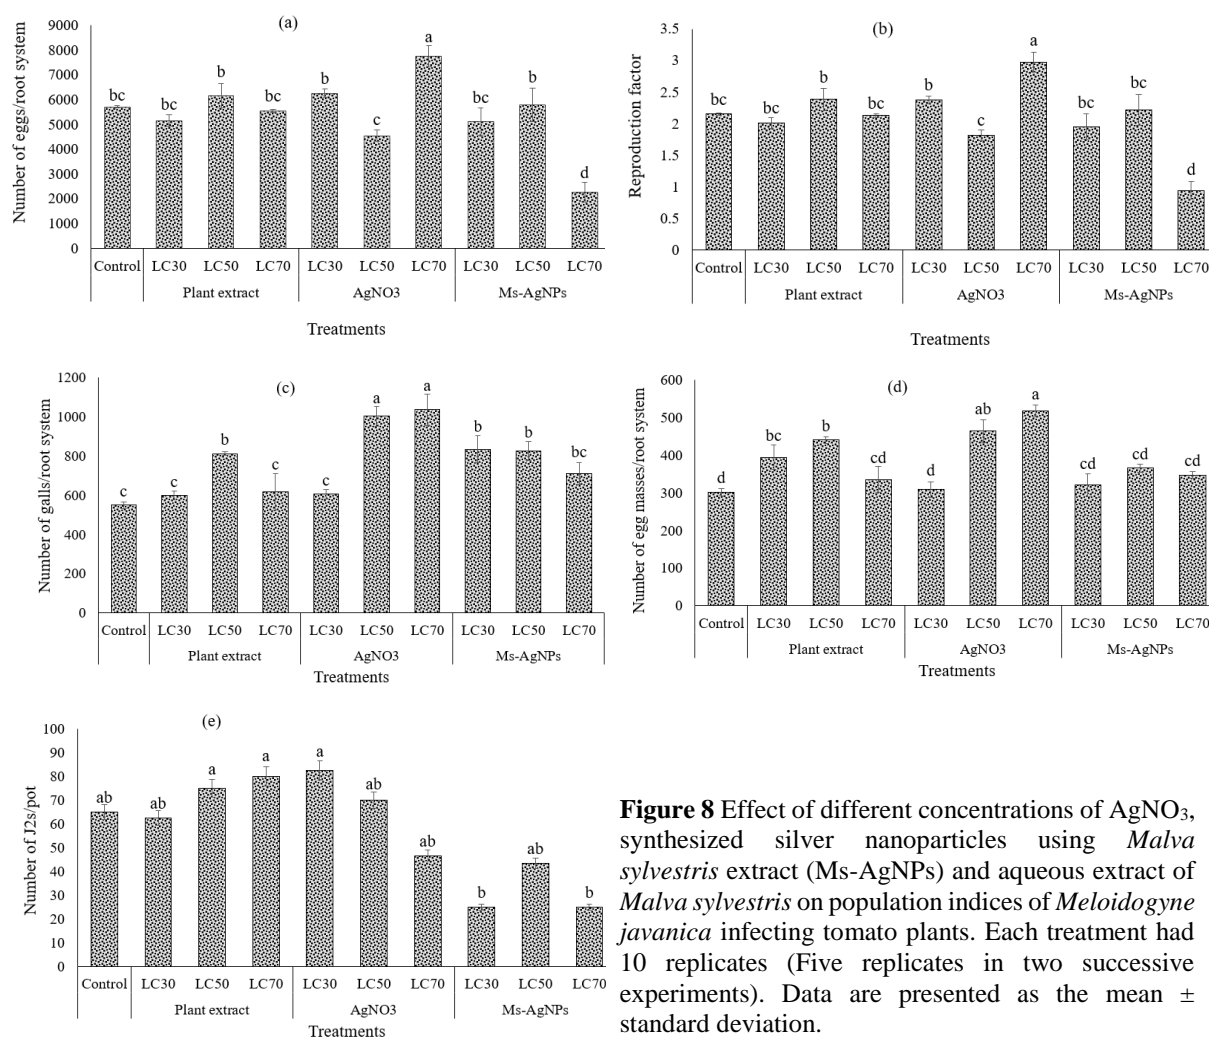 (a)
Number of eggs/root system
9000
8000
7000
6000
5000
4000
3000
2000
1000
0
bc bc b bc b c a bc b d
Control LC30 LC50 LC70 LC30 LC50 LC70 LC30 LC50 LC70
Plant extract AgNO3 Ms-AgNPs
Treatments
(b)
Reproduction factor
3.5
3
2.5
2
1.5
1
0.5
0
bc bc b bc b c a bc bc d
Control LC30 LC50 LC70 LC30 LC50 LC70 LC30 LC50 LC70
Plant extract AgNO3 Ms-AgNPs
Treatments
(c)
Number of galls/root system
1200
1000
800
600
400
200
0
c c b c c a a b b bc
Control LC30 LC50 LC70 LC30 LC50 LC70 LC30 LC50 LC70
Plant extract AgNO3 Ms-AgNPs
Treatments
(d)
Number of egg masses/root system
600
500
400
300
200
100
0
d bc b cd d ab a cd cd cd
Control LC30 LC50 LC70 LC30 LC50 LC70 LC30 LC50 LC70
Plant extract AgNO3 Ms-AgNPs
Treatments
(e)
Number of J2s/pot
100
90
80
70
60
50
40
30
20
10
0
ab ab a a a ab ab b ab b
Control LC30 LC50 LC70 LC30 LC50 LC70 LC30 LC50 LC70
Plant extract AgNO3 Ms-AgNPs
Treatments
Figure 8 Effect of different concentrations of AgNO₃,
synthesized silver nanoparticles using Malva
sylvestris extract (Ms-AgNPs) and aqueous extract of
Malva sylvestris on population indices of Meloidogyne
javanica infecting tomato plants. Each treatment had
10 replicates (Five replicates in two successive
experiments). Data are presented as the mean ±
standard deviation.